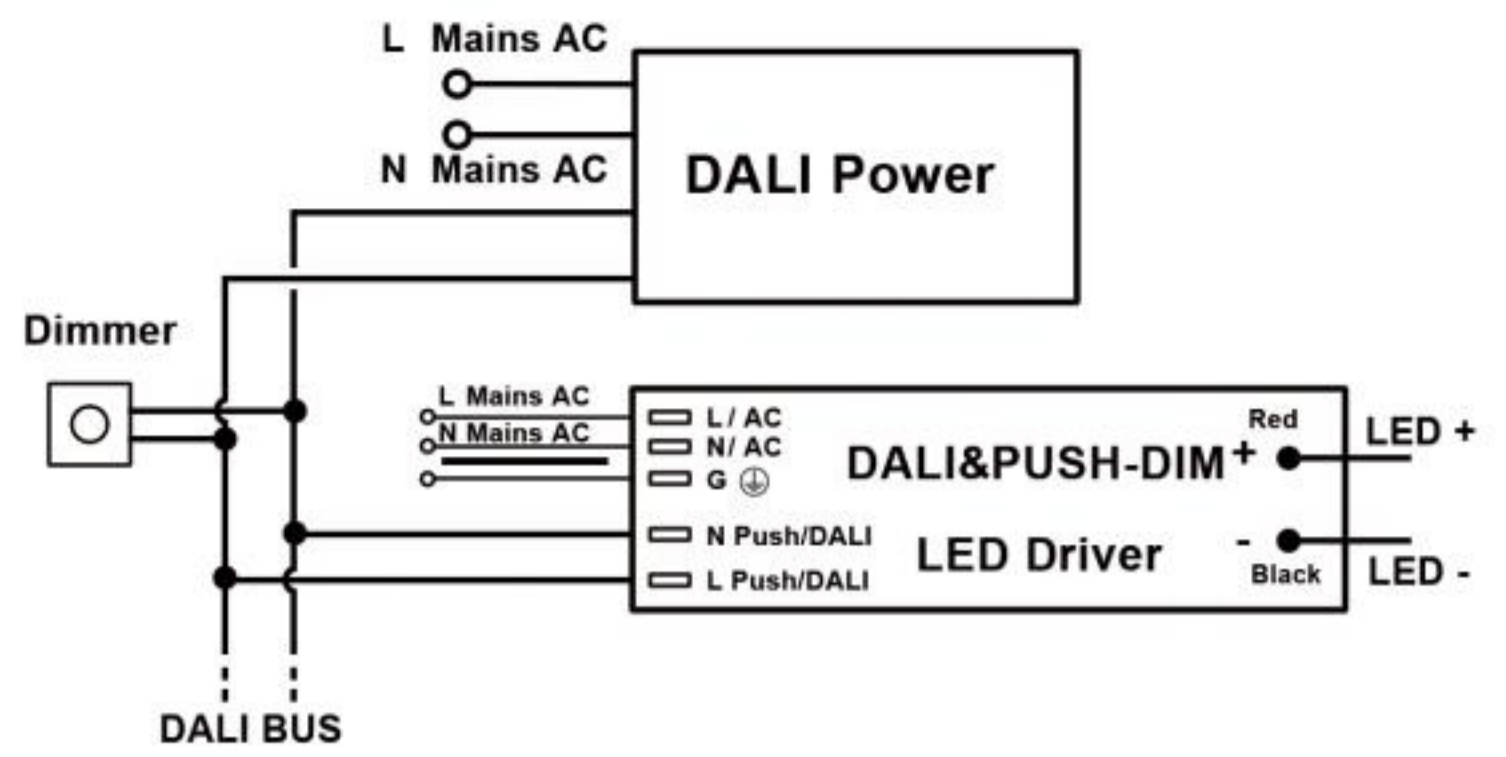 L Mains AC
N Mains AC
DALI Power
Dimmer
L Mains AC
N Mains AC
L / AC
N/ AC
G
N Push/DALI
L Push/DALI
DALI&PUSH-DIM
LED Driver
Red
+
-
Black
LED +
LED -
DALI BUS